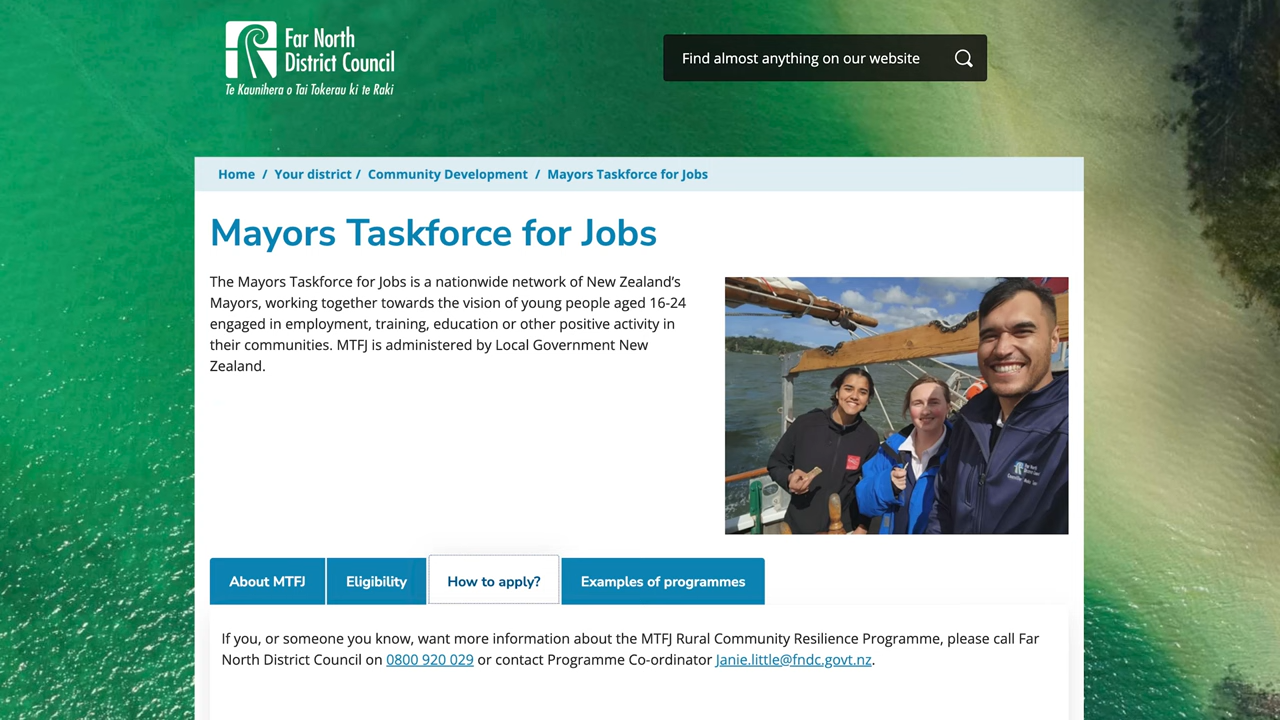 Far North
District Council
Te Kaunihera o Tai Tokerau ki te Raki
Find almost anything on our website
Home / Your district / Community Development / Mayors Taskforce for Jobs
Mayors Taskforce for Jobs
The Mayors Taskforce for Jobs is a nationwide network of New Zealand's
Mayors, working together towards the vision of young people aged 16-24
engaged in employment, training, education or other positive activity in
their communities. MTFJ is administered by Local Government New
Zealand.
Far North
District Council
About MTFJ
Eligibility
How to apply?
Examples of programmes
If you, or someone you know, want more information about the MTFJ Rural Community Resilience Programme, please call Far
North District Council on 0800 920 029 or contact Programme Co-ordinator Janie.little@fndc.govt.nz.